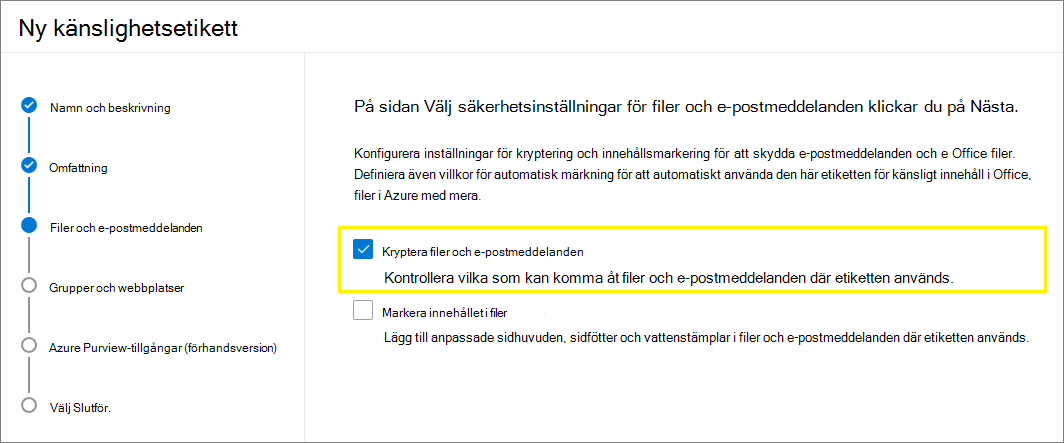 Ny känslighetsetikett
Namn och beskrivning
Omfattning
Filer och e-postmeddelanden
Grupper och webbplatser
Azure Purview-tillgångar (förhandsversion)
Välj Slutför.
På sidan Välj säkerhetsinställningar för filer och e-postmeddelanden klickar du på Nästa.
Konfigurera inställningar för kryptering och innehållsmarkering för att skydda e-postmeddelanden och e Office filer.
Definiera även villkor för automatisk märkning för att automatiskt använda den här etiketten för känsligt innehåll i Office,
filer i Azure med mera.
Kryptera filer och e-postmeddelanden
Kontrollera vilka som kan komma åt filer och e-postmeddelanden där etiketten används.
Markera innehållet i filer
Lägg till anpassade sidhuvuden, sidfötter och vattenstämplar i filer och e-postmeddelanden där etiketten används.